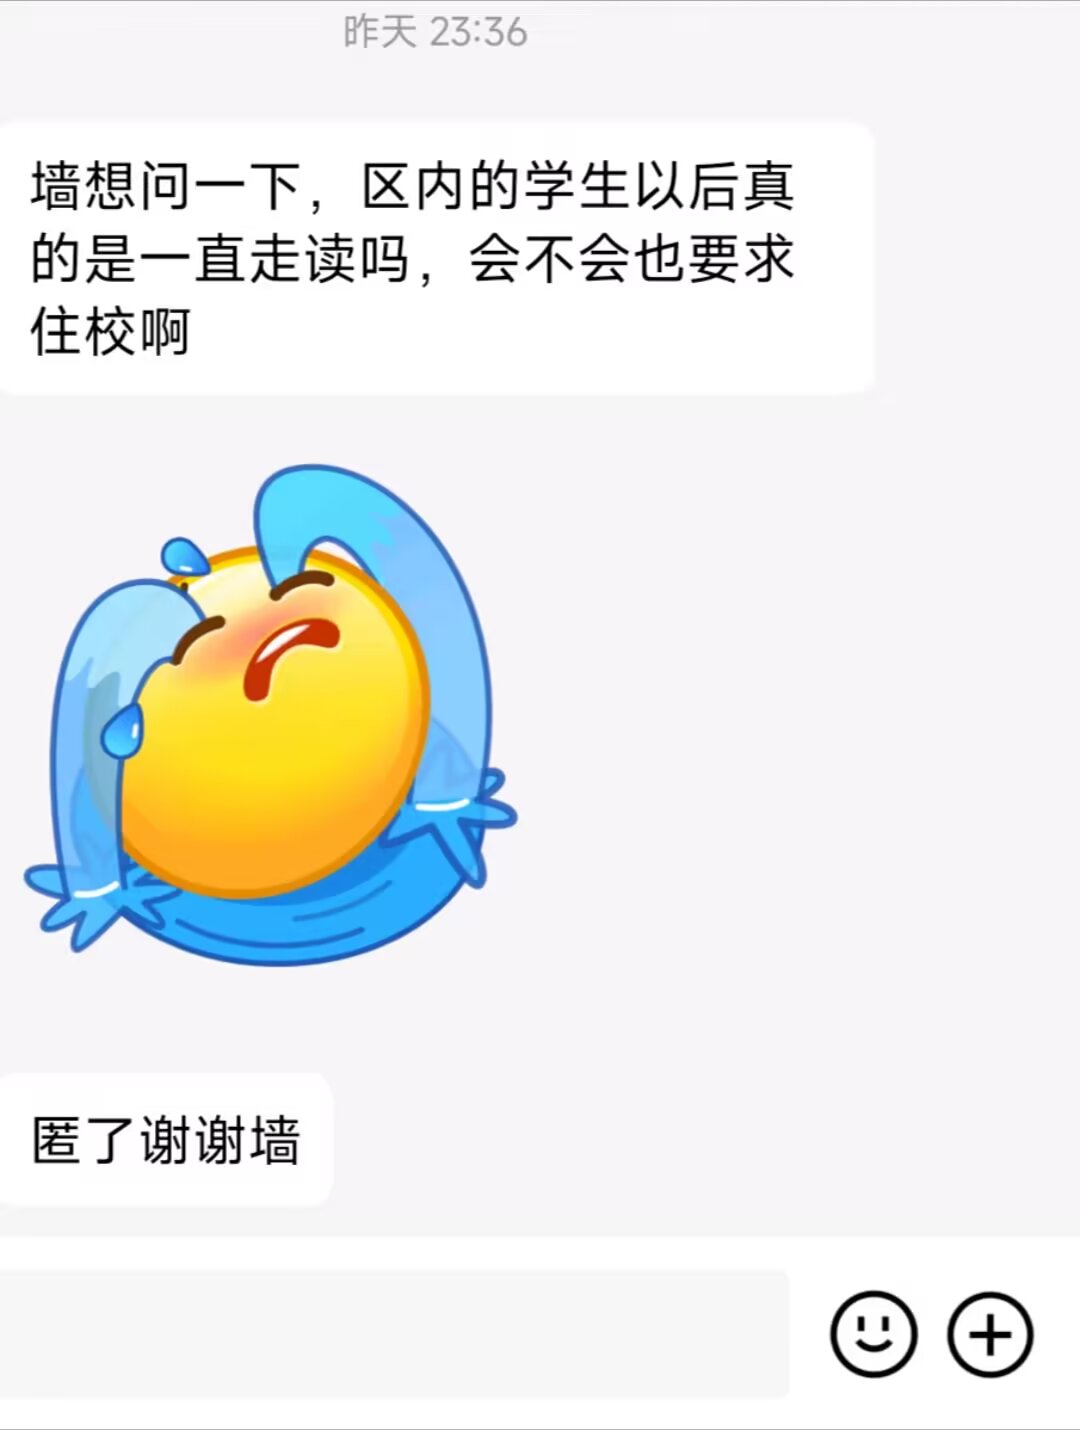 昨天 23:36
墙想问一下，区内的学生以后真
的是一直走读吗，会不会也要求
住校啊
匿了谢谢墙